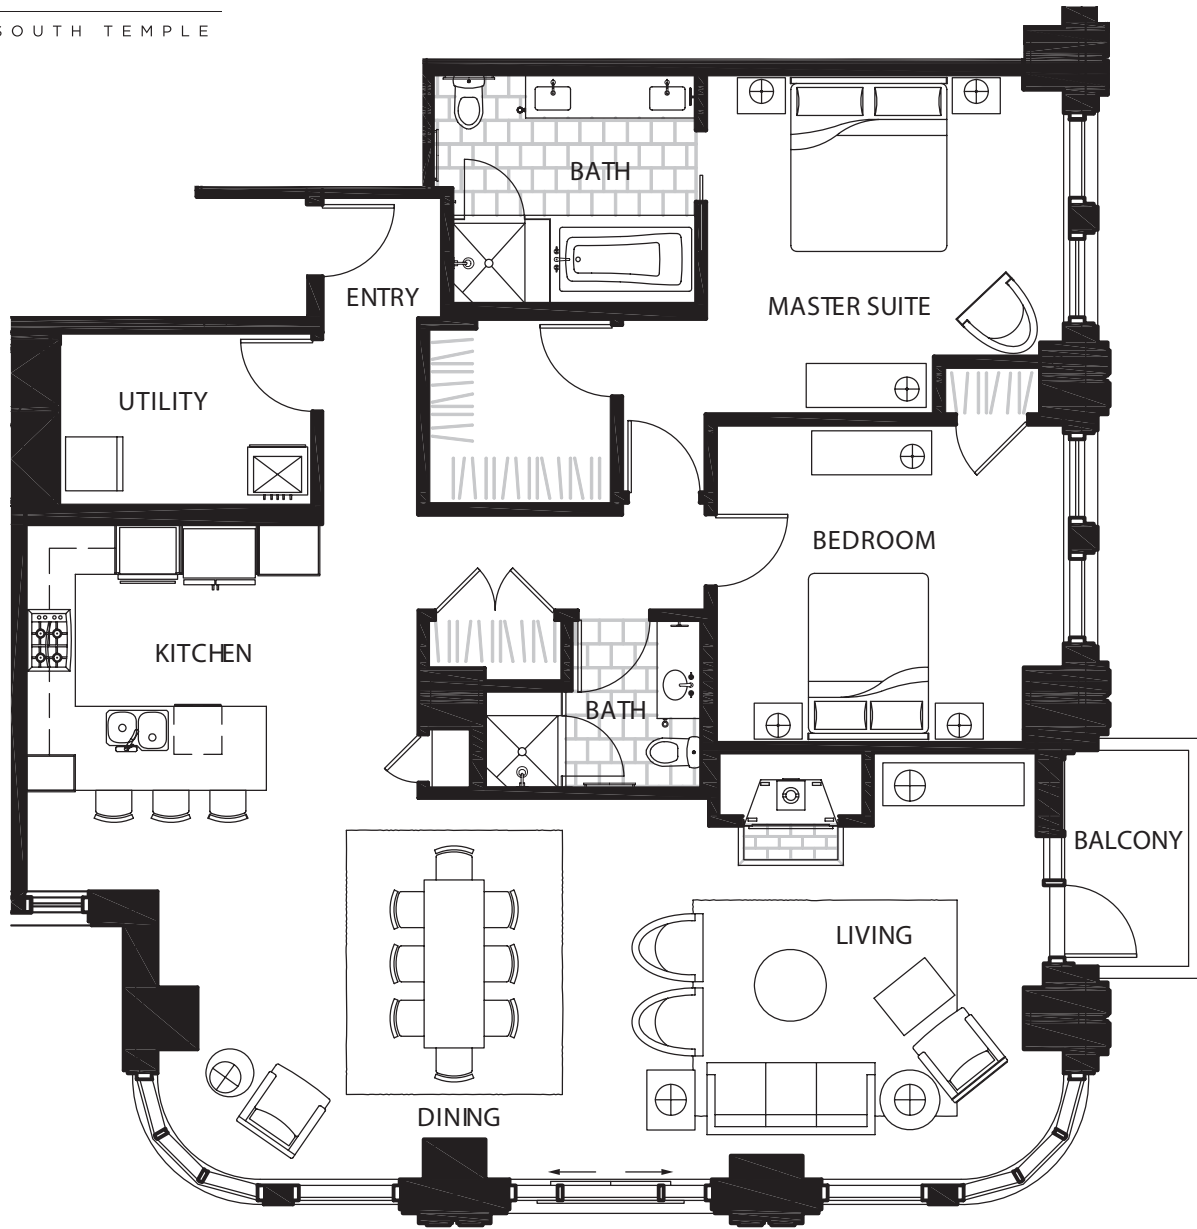 SOUTH TEMPLE
BATH
ENTRY
MASTER SUITE
UTILITY
BEDROOM
KITCHEN
BATH
BALCONY
LIVING
DINING